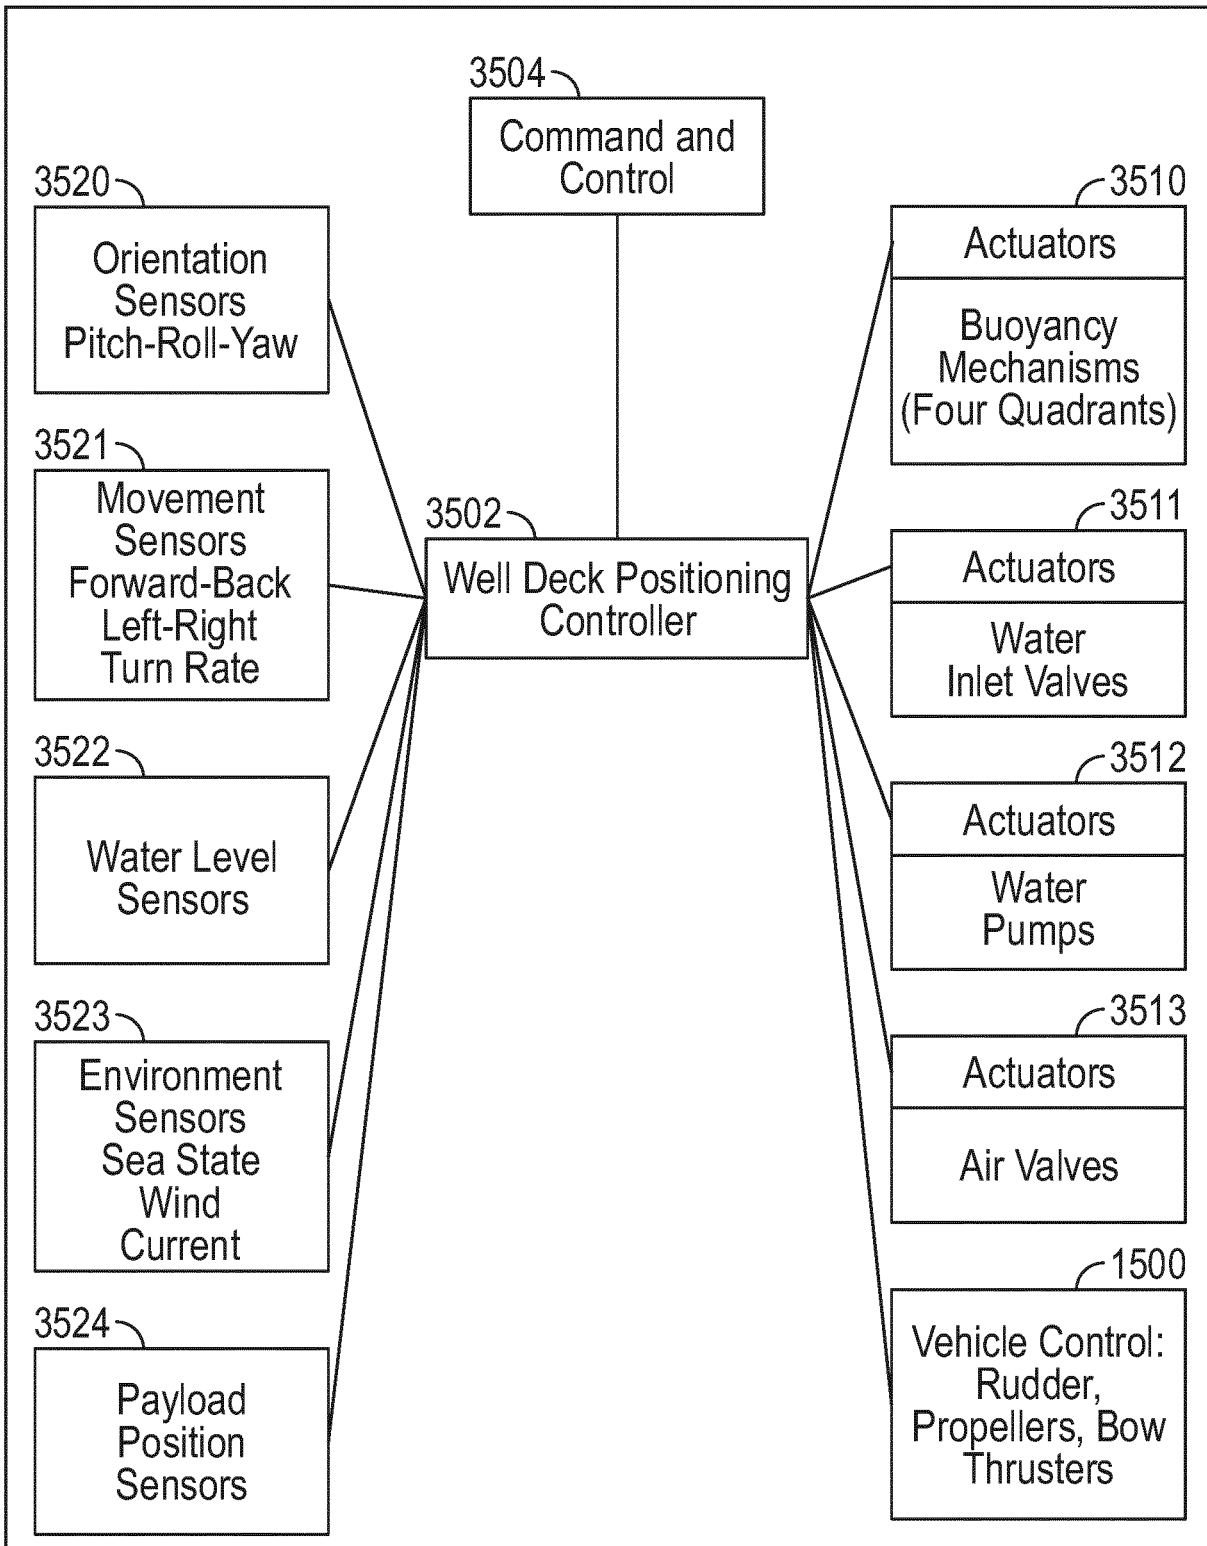 3504
Command and
Control
3520
Orientation
Sensors
Pitch-Roll-Yaw
3521
Movement
Sensors
Forward-Back
Left-Right
Turn Rate
3522
Water Level
Sensors
3523
Environment
Sensors
Sea State
Wind
Current
3524
Payload
Position
Sensors
3502
Well Deck Positioning
Controller
3510
Actuators
Buoyancy
Mechanisms
(Four Quadrants)
3511
Actuators
Water
Inlet Valves
3512
Actuators
Water
Pumps
3513
Actuators
Air Valves
1500
Vehicle Control:
Rudder,
Propellers, Bow
Thrusters